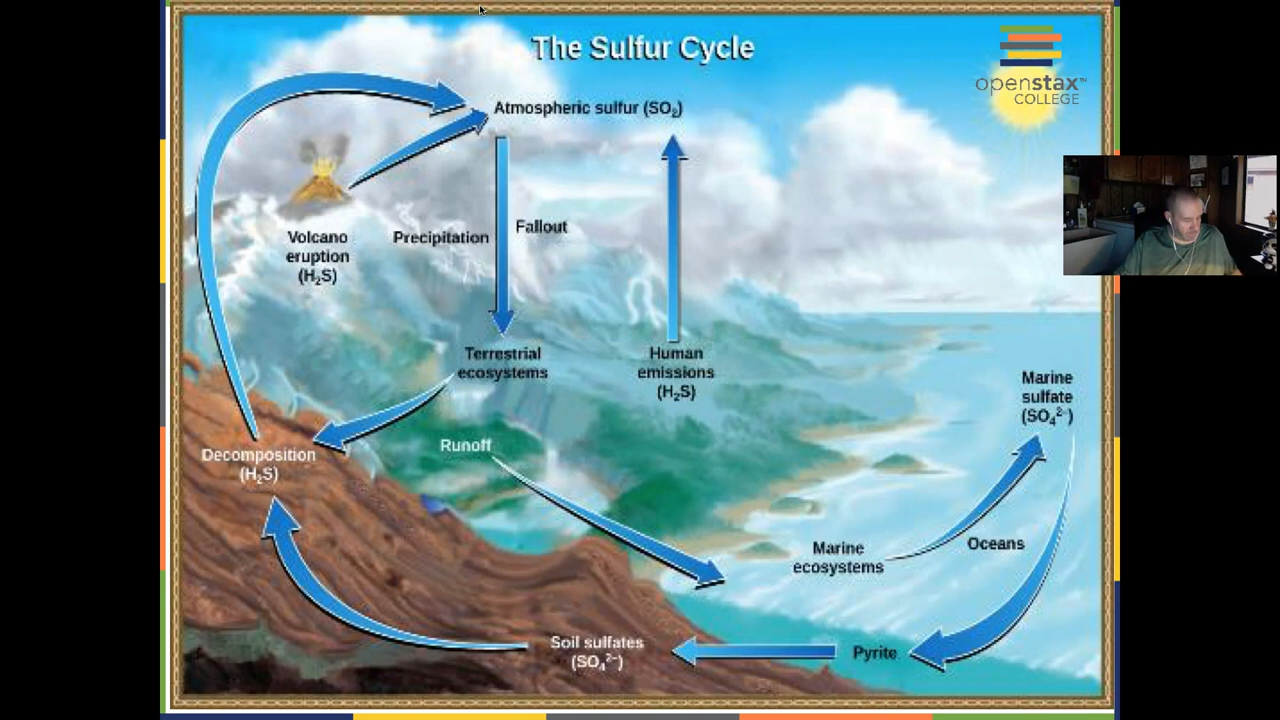 The Sulfur Cycle
openstax™
COLLEGE
Atmospheric sulfur (SO₂)
Volcano
eruption
(H₂S)
Precipitation
Fallout
Terrestrial
ecosystems
Human
emissions
(H₂S)
Marine
sulfate
(SO₄²⁻)
Decomposition
(H₂S)
Runoff
Marine
ecosystems
Oceans
Soil sulfates
(SO₄²⁻)
Pyrite